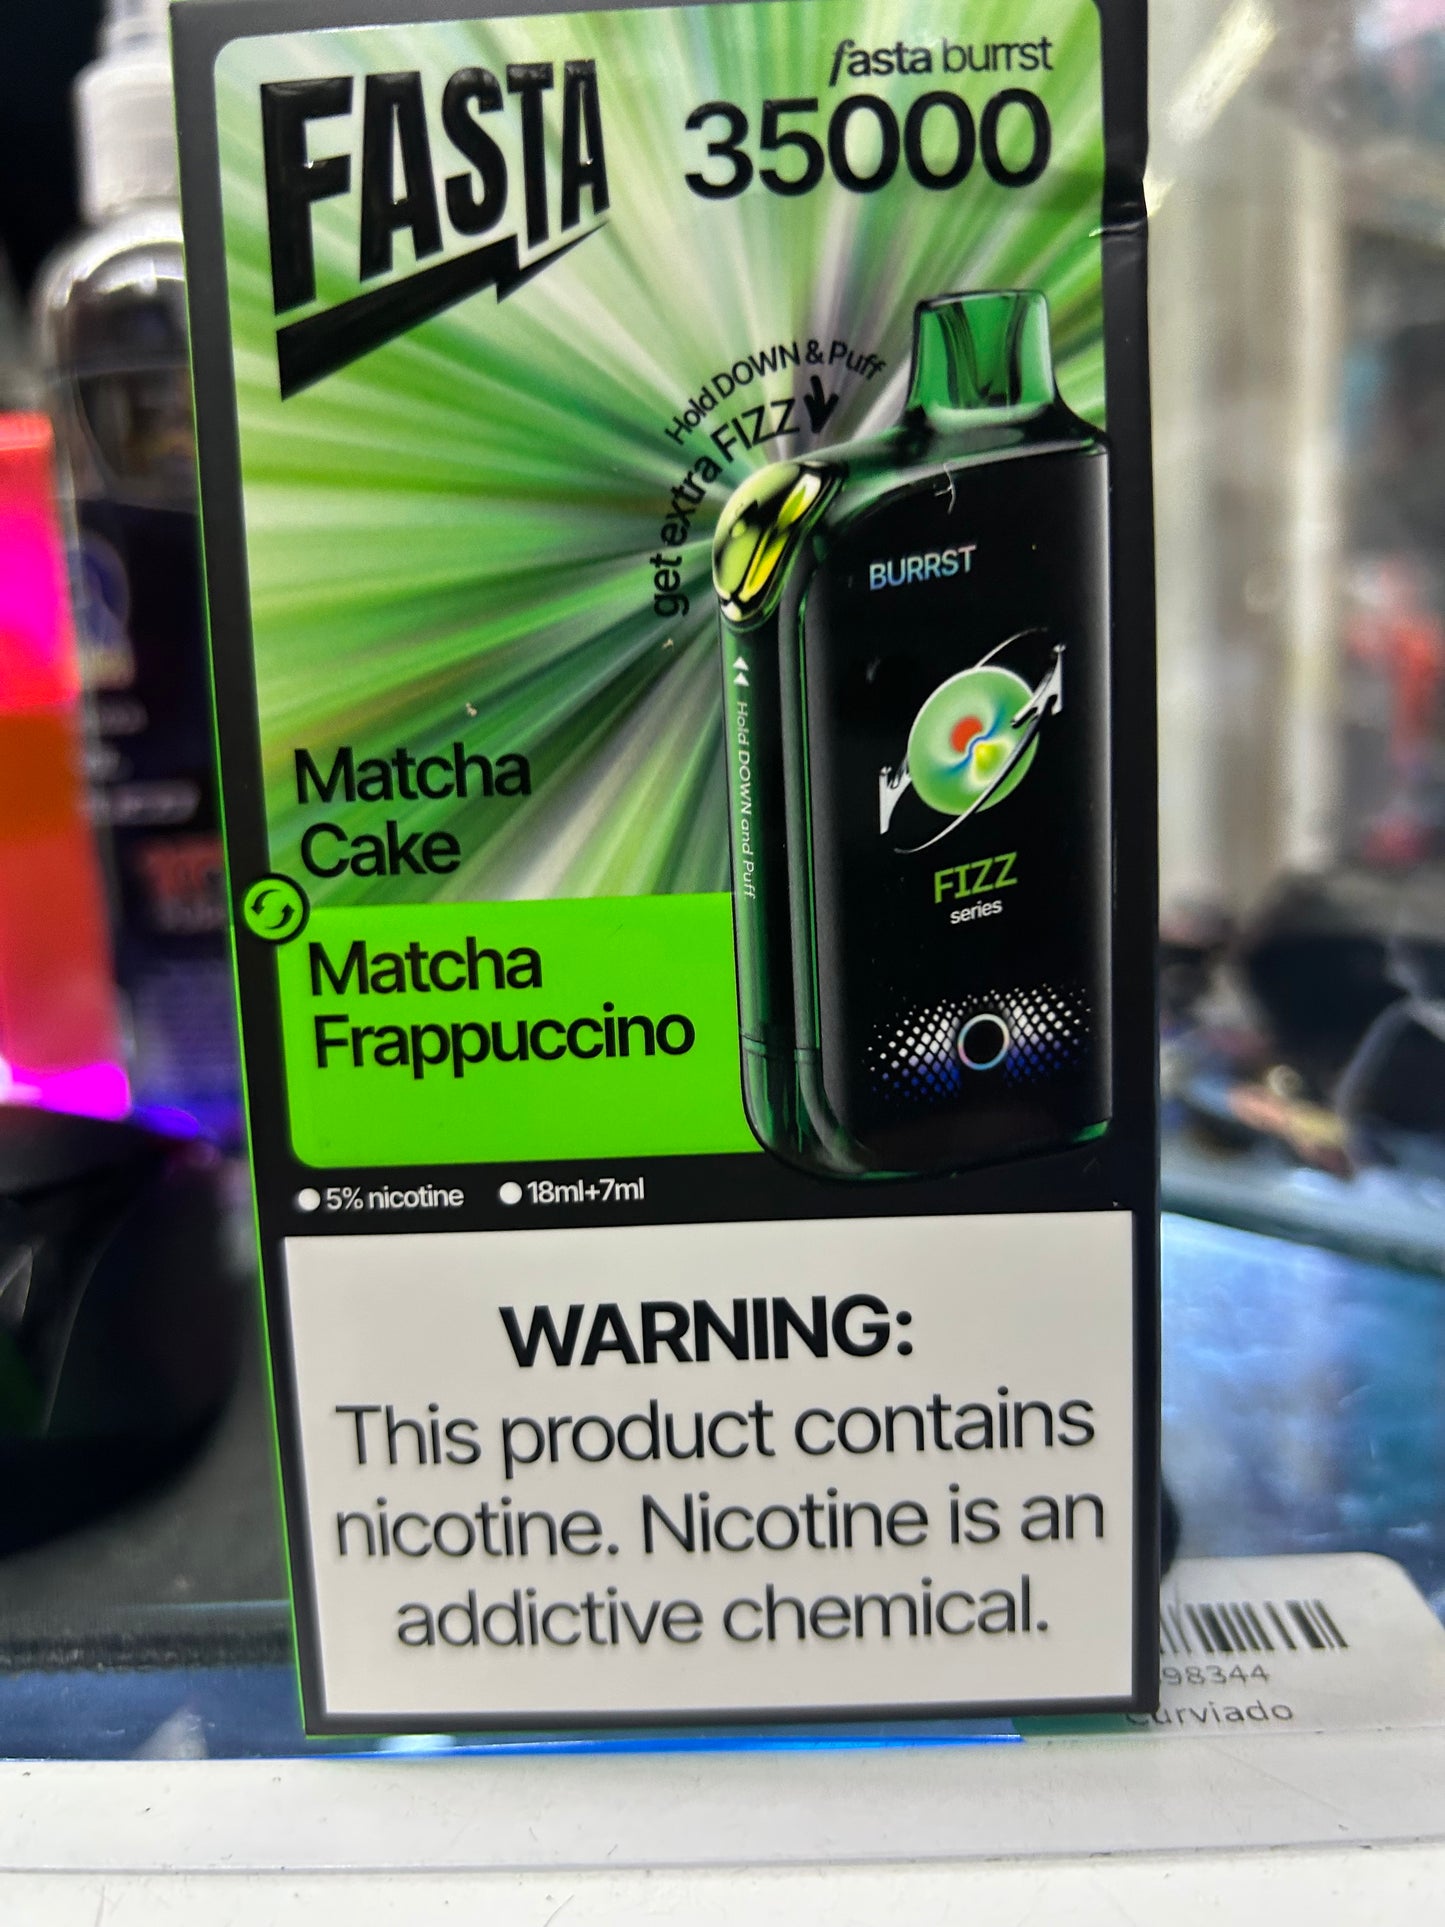 FASTA
fasta burrst
35000
Hold DOWN & Puff
get extra FIZZ
BURRST
Hold DOWN and Puff
FIZZ
series
Matcha
Cake
Matcha
Frappuccino
5% nicotine
18ml+7ml
WARNING:
This product contains
nicotine. Nicotine is an
addictive chemical.
98344
Curviado